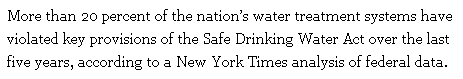 More than 20 percent of the nation’s water treatment systems have
violated key provisions of the Safe Drinking Water Act over the last
five years, according to a New York Times analysis of federal data.